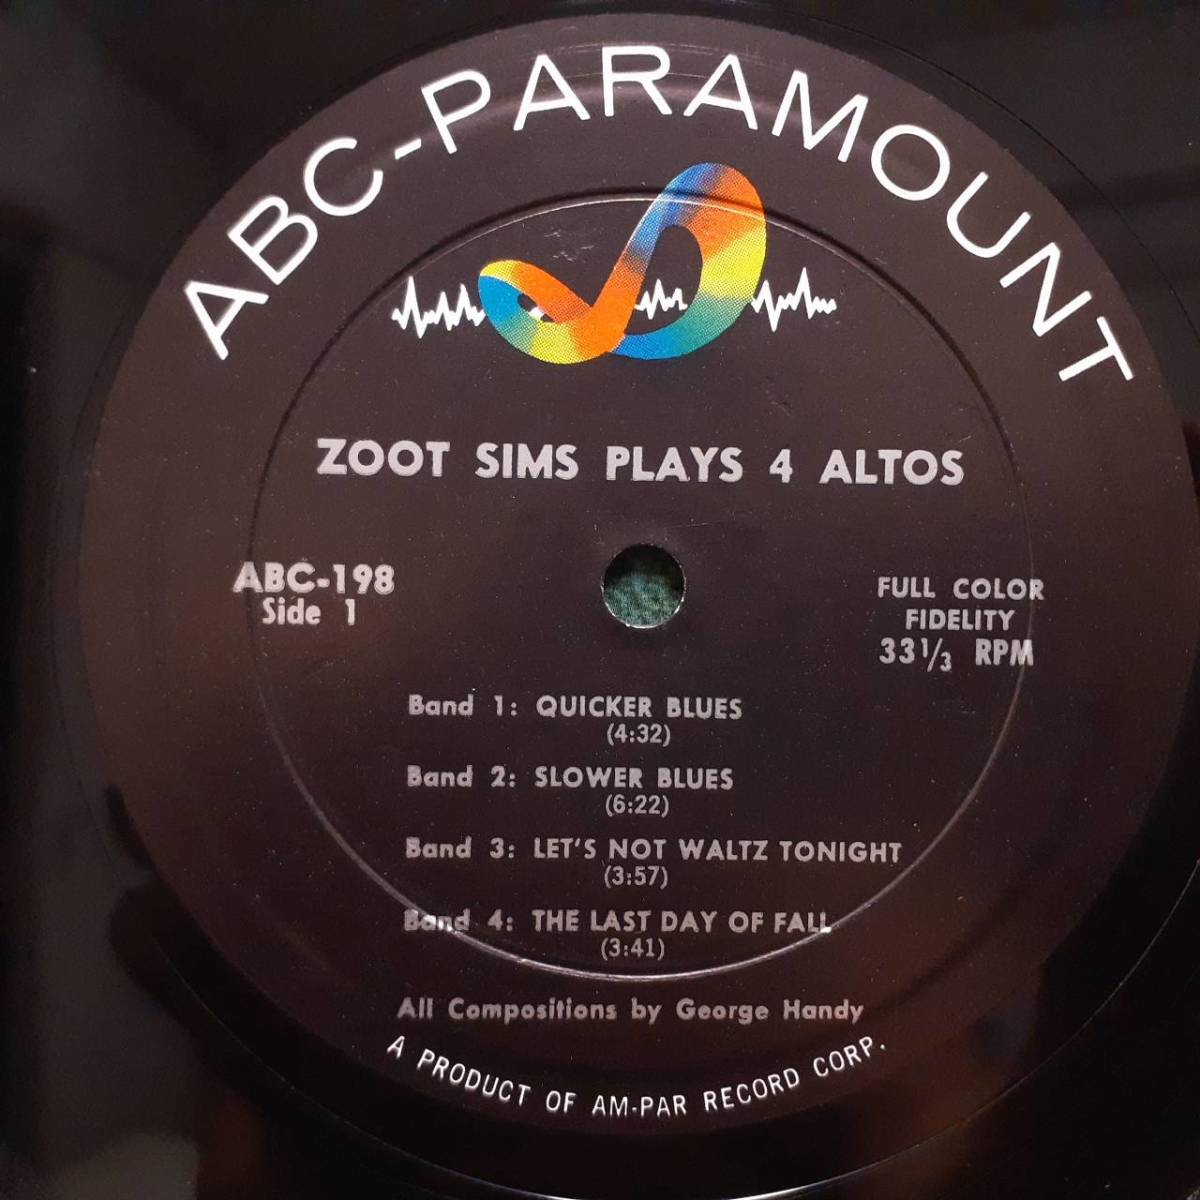 ABC-PARAMOUNT
ZOOT SIMS PLAYS 4 ALTOS
ABC-198
Side 1
FULL COLOR
FIDELITY
33 1/3 RPM
Band 1: QUICKER BLUES
(4:32)
Band 2: SLOWER BLUES
(6:22)
Band 3: LET'S NOT WALTZ TONIGHT
(3:57)
Band 4: THE LAST DAY OF FALL
(3:41)
All Compositions by George Handy
A PRODUCT OF AM-PAR RECORD CORP.